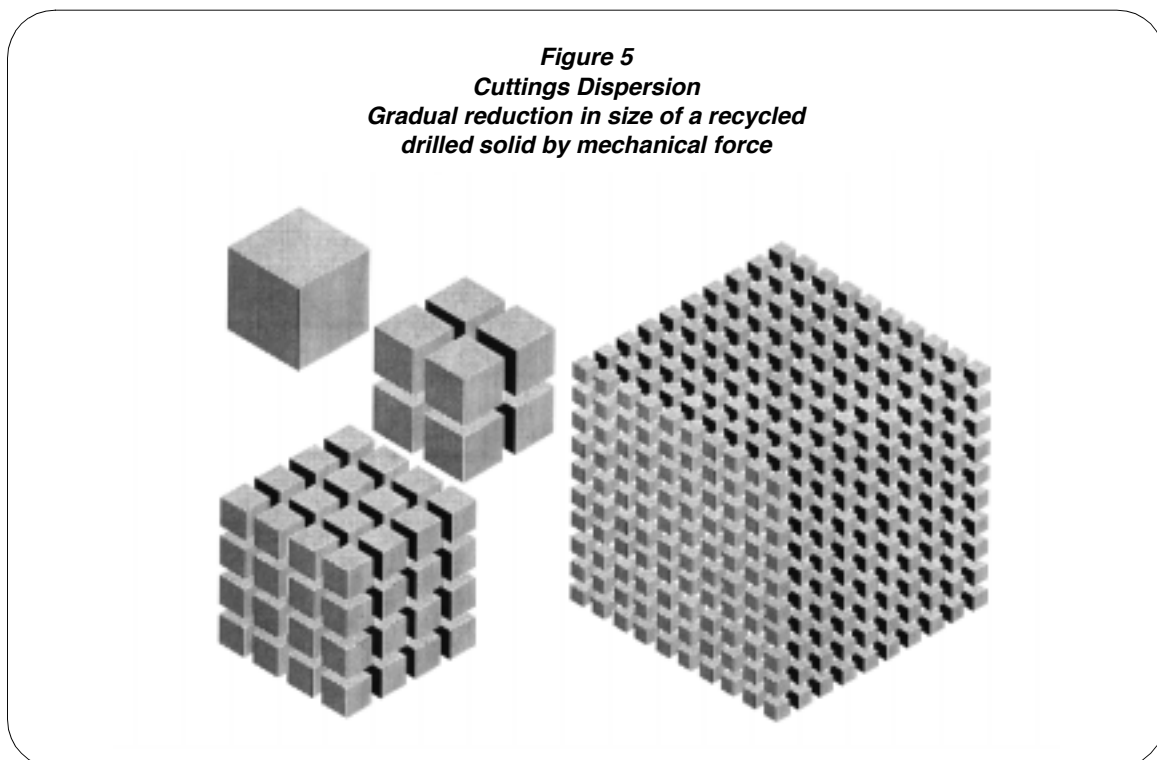 Figure 5
Cuttings Dispersion
Gradual reduction in size of a recycled
drilled solid by mechanical force